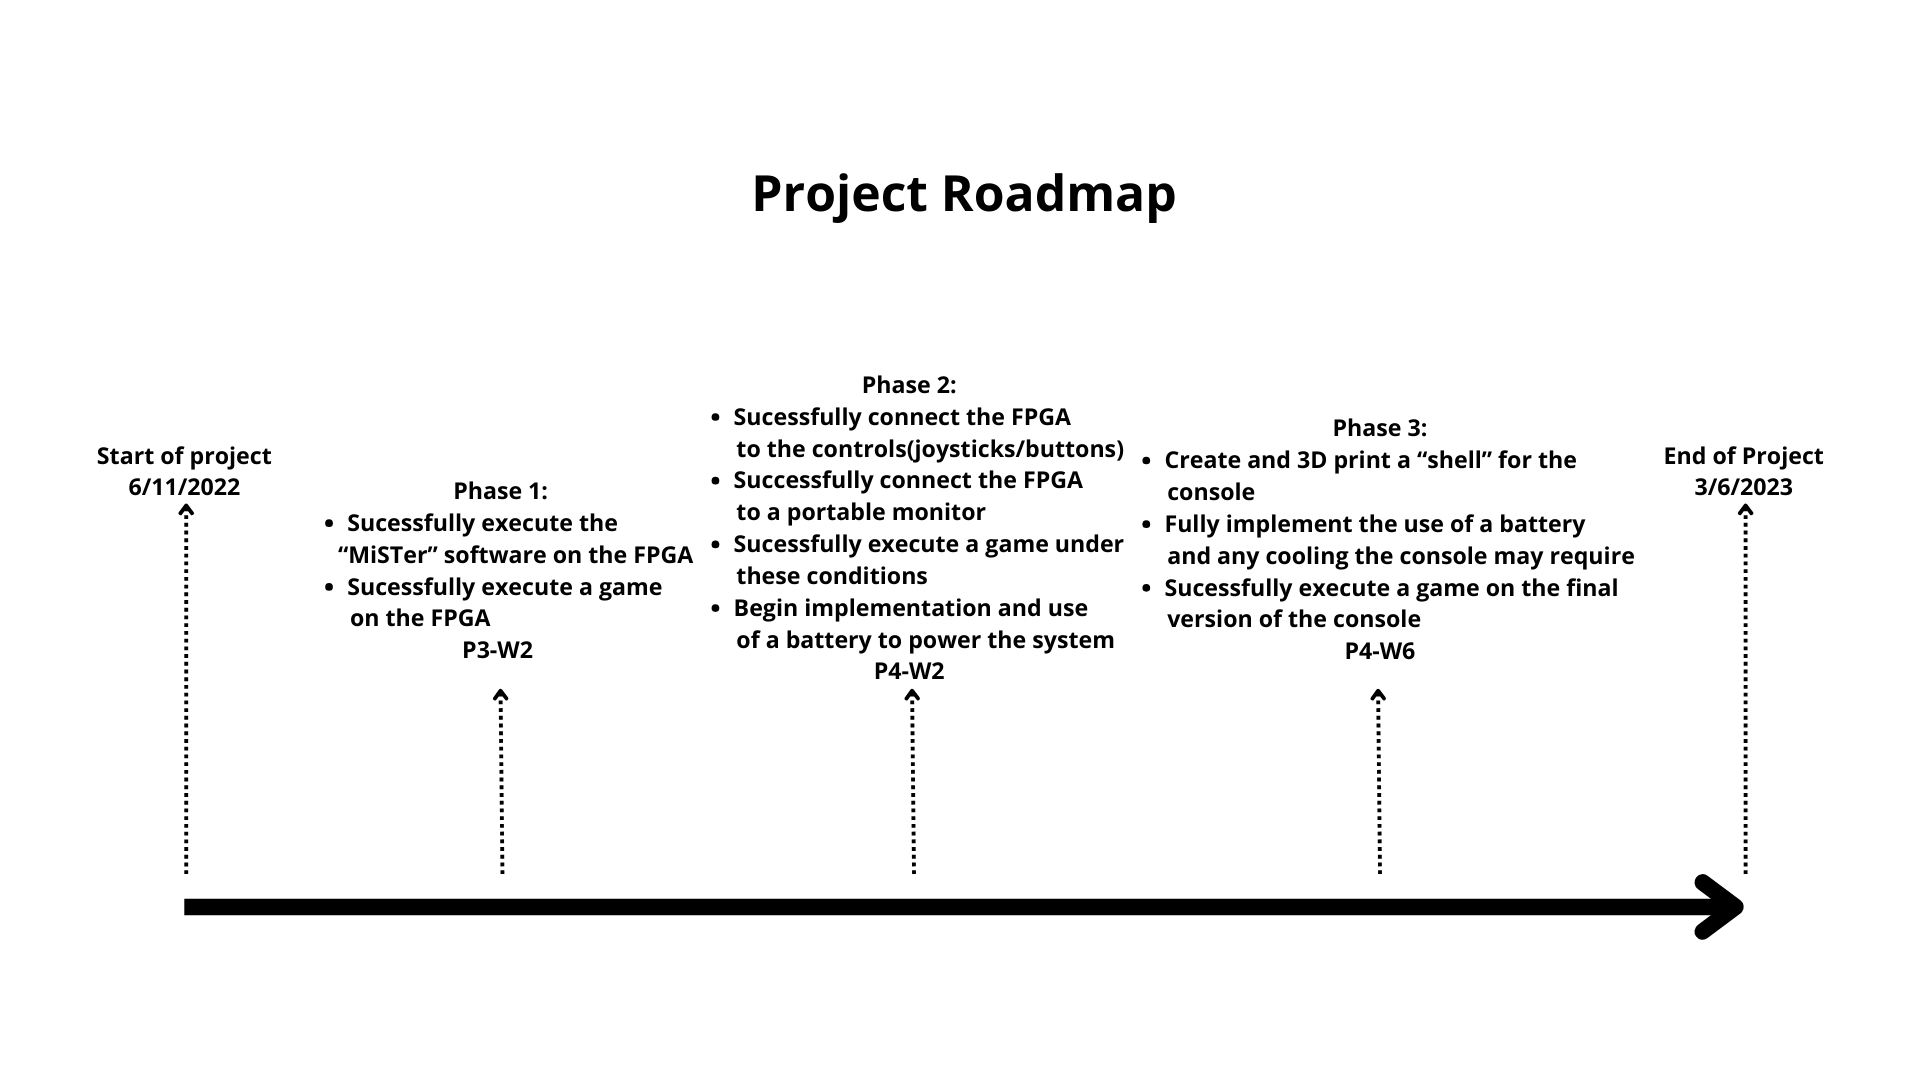 Project Roadmap
Start of project
6/11/2022
Phase 1:
• Sucessfully execute the
“MiSTer” software on the FPGA
• Sucessfully execute a game
on the FPGA
P3-W2
Phase 2:
• Sucessfully connect the FPGA
to the controls(joysticks/buttons)
• Successfully connect the FPGA
to a portable monitor
• Sucessfully execute a game under
these conditions
• Begin implementation and use
of a battery to power the system
P4-W2
Phase 3:
• Create and 3D print a “shell” for the
console
• Fully implement the use of a battery
and any cooling the console may require
• Sucessfully execute a game on the final
version of the console
P4-W6
End of Project
3/6/2023